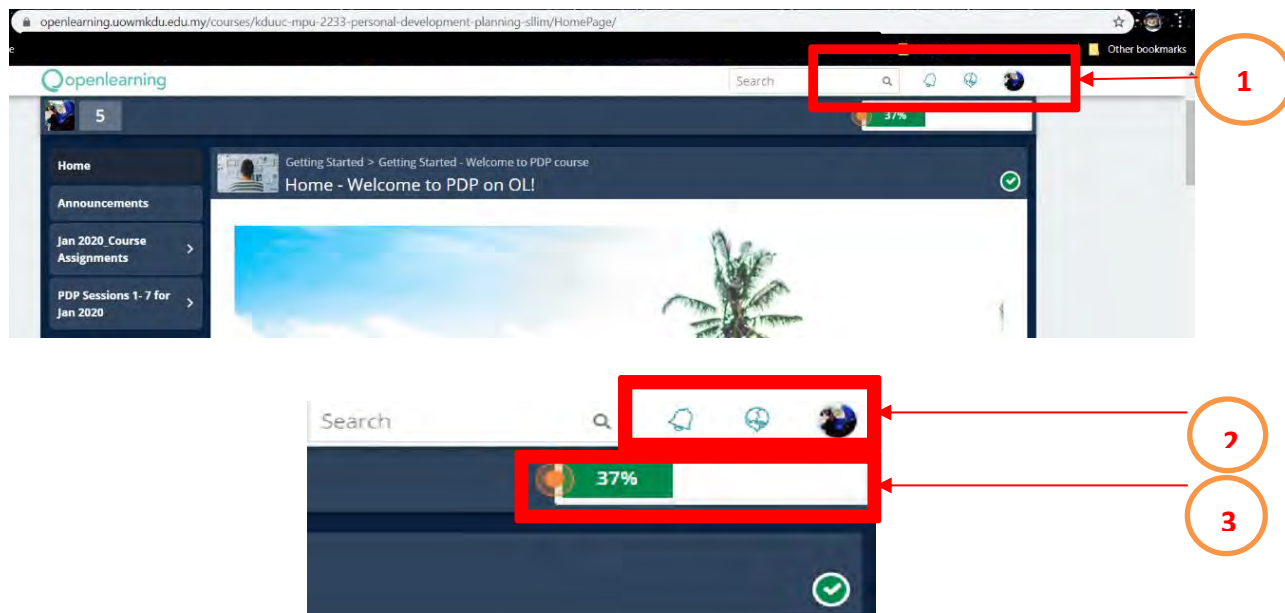 openlearning.uowmkdu.edu.my/courses/kduuc-mpu-2233-personal-development-planning-sllim/HomePage/
e
Other bookmarks
openlearning
Search
1
5
37%
Home
Getting Started > Getting Started - Welcome to PDP course
Home - Welcome to PDP on OL!
Announcements
Jan 2020_Course
Assignments
PDP Sessions 1- 7 for
Jan 2020
Search
2
37%
3